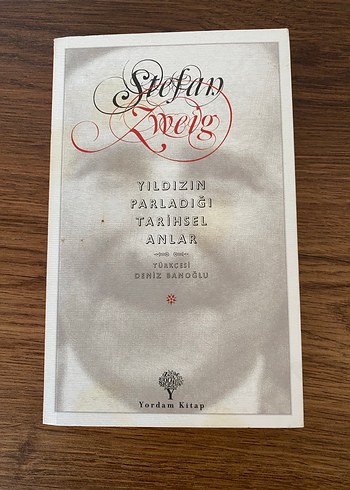 Stefan
Zweig
YILDIZIN
PARLADIĞI
TARİHSEL
ANLAR
TÜRKÇESİ
DENİZ BANOĞLU
Yordam Kitap